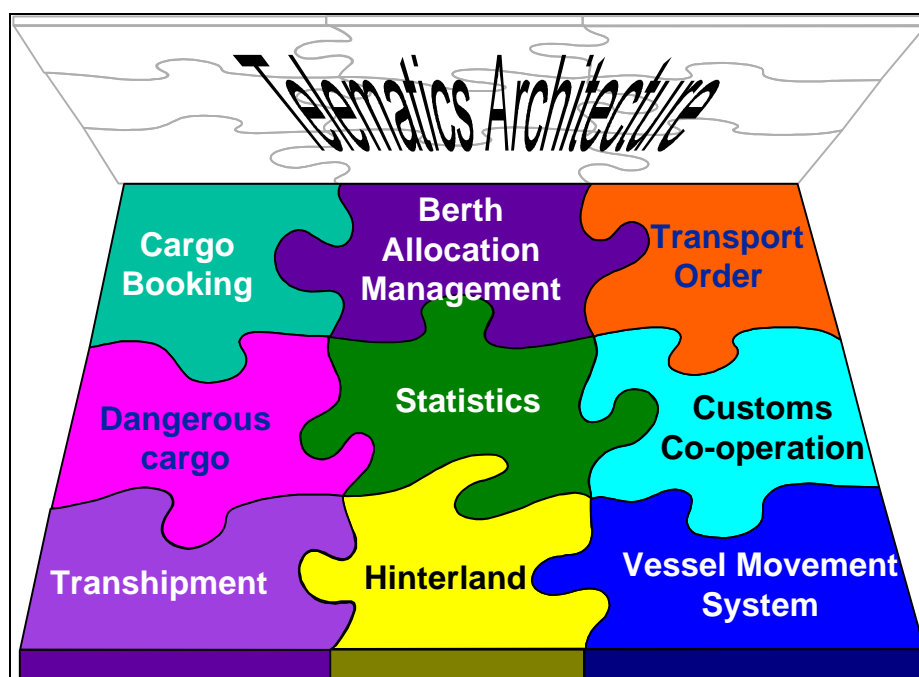 Telematics Architecture
Cargo
Booking
Berth
Allocation
Management
Transport
Order
Dangerous
cargo
Statistics
Customs
Co-operation
Transhipment
Hinterland
Vessel Movement
System